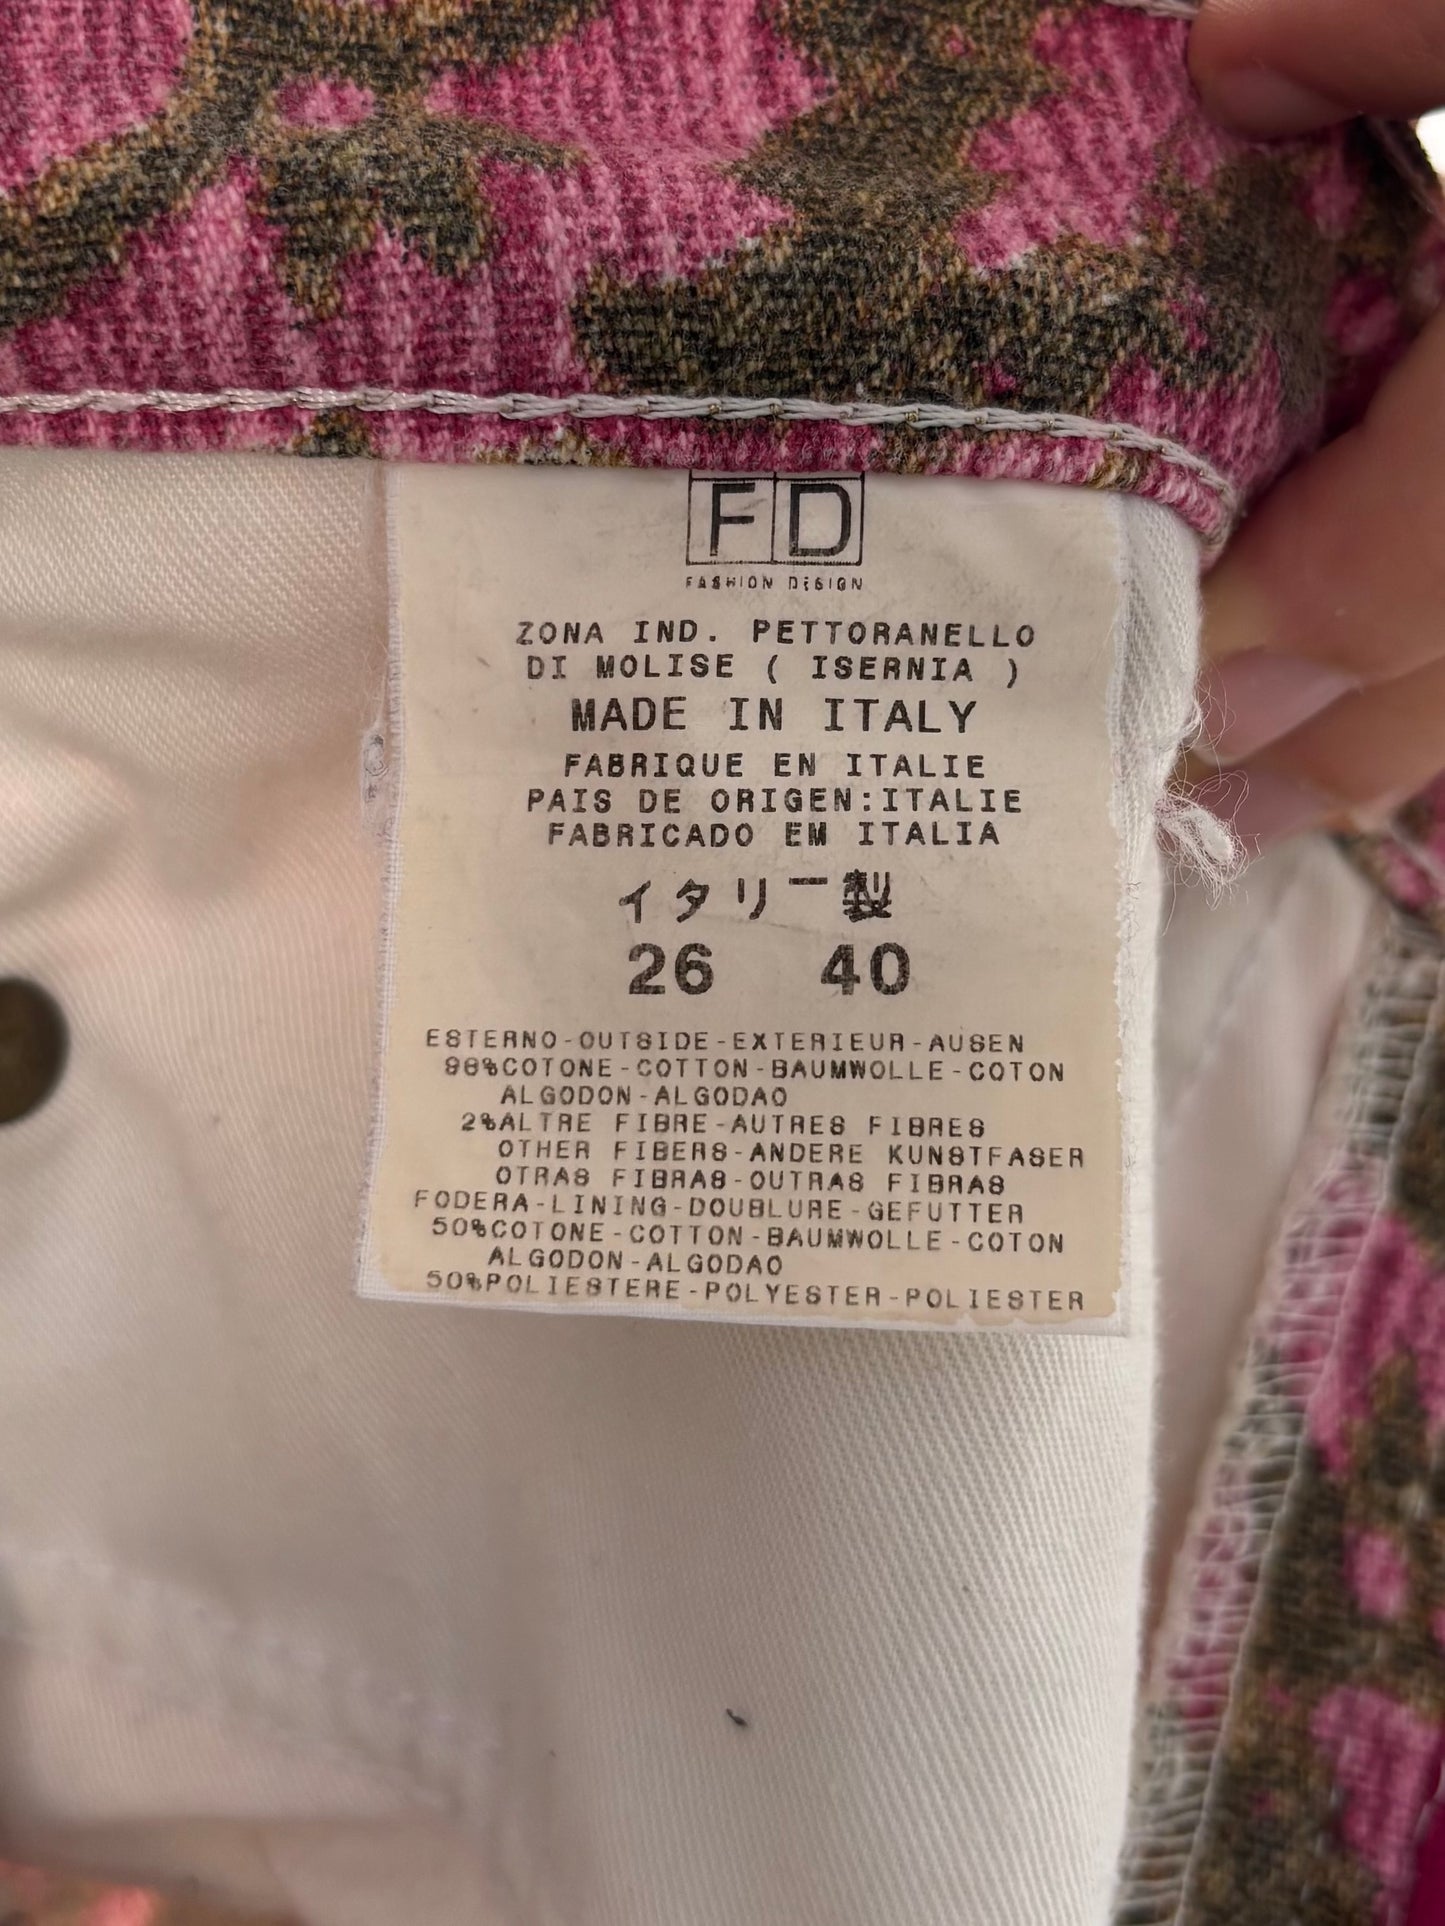 FD
FASHION DESIGN
ZONA IND. PETTORANELLO
DI MOLISE ( ISERNIA )
MADE IN ITALY
FABRIQUE EN ITALIE
PAIS DE ORIGEN:ITALIE
FABRICADO EM ITALIA
イタリー製
26 40
ESTERNO-OUTSIDE-EXTERIEUR-AUSEN
98%COTONE-COTTON-BAUMWOLLE-COTON
ALGODON-ALGODAO
2%ALTRE FIBRE-AUTRES FIBRES
OTHER FIBERS-ANDERE KUNSTFASER
OTRAS FIBRAS-OUTRAS FIBRAS
FODERA-LINING-DOUBLURE-GEFUTTER
50%COTONE-COTTON-BAUMWOLLE-COTON
ALGODON-ALGODAO
50%POLIESTERE-POLYESTER-POLIESTER